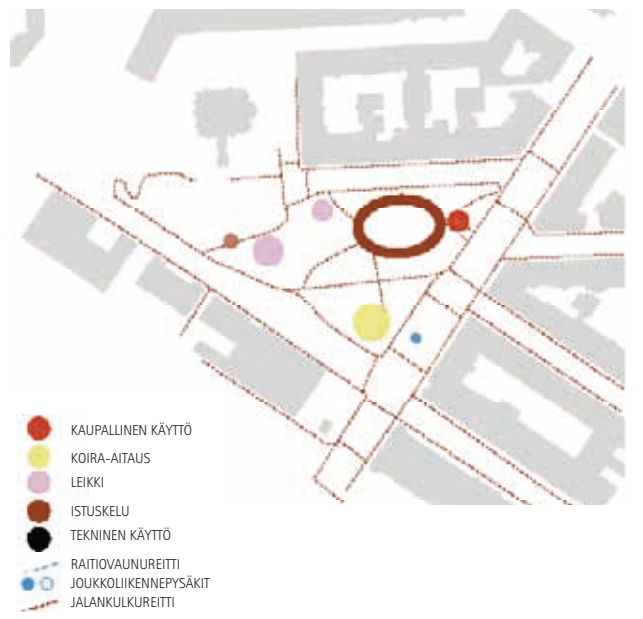 KAUPALLINEN KÄYTTÖ
KOIRA-AITAUS
LEIKKI
ISTUSKELU
TEKNINEN KÄYTTÖ
RAITIOVAUNUREITTI
JOUKKOLIIKENNEPYSÄKIT
JALANKULKUREITTI